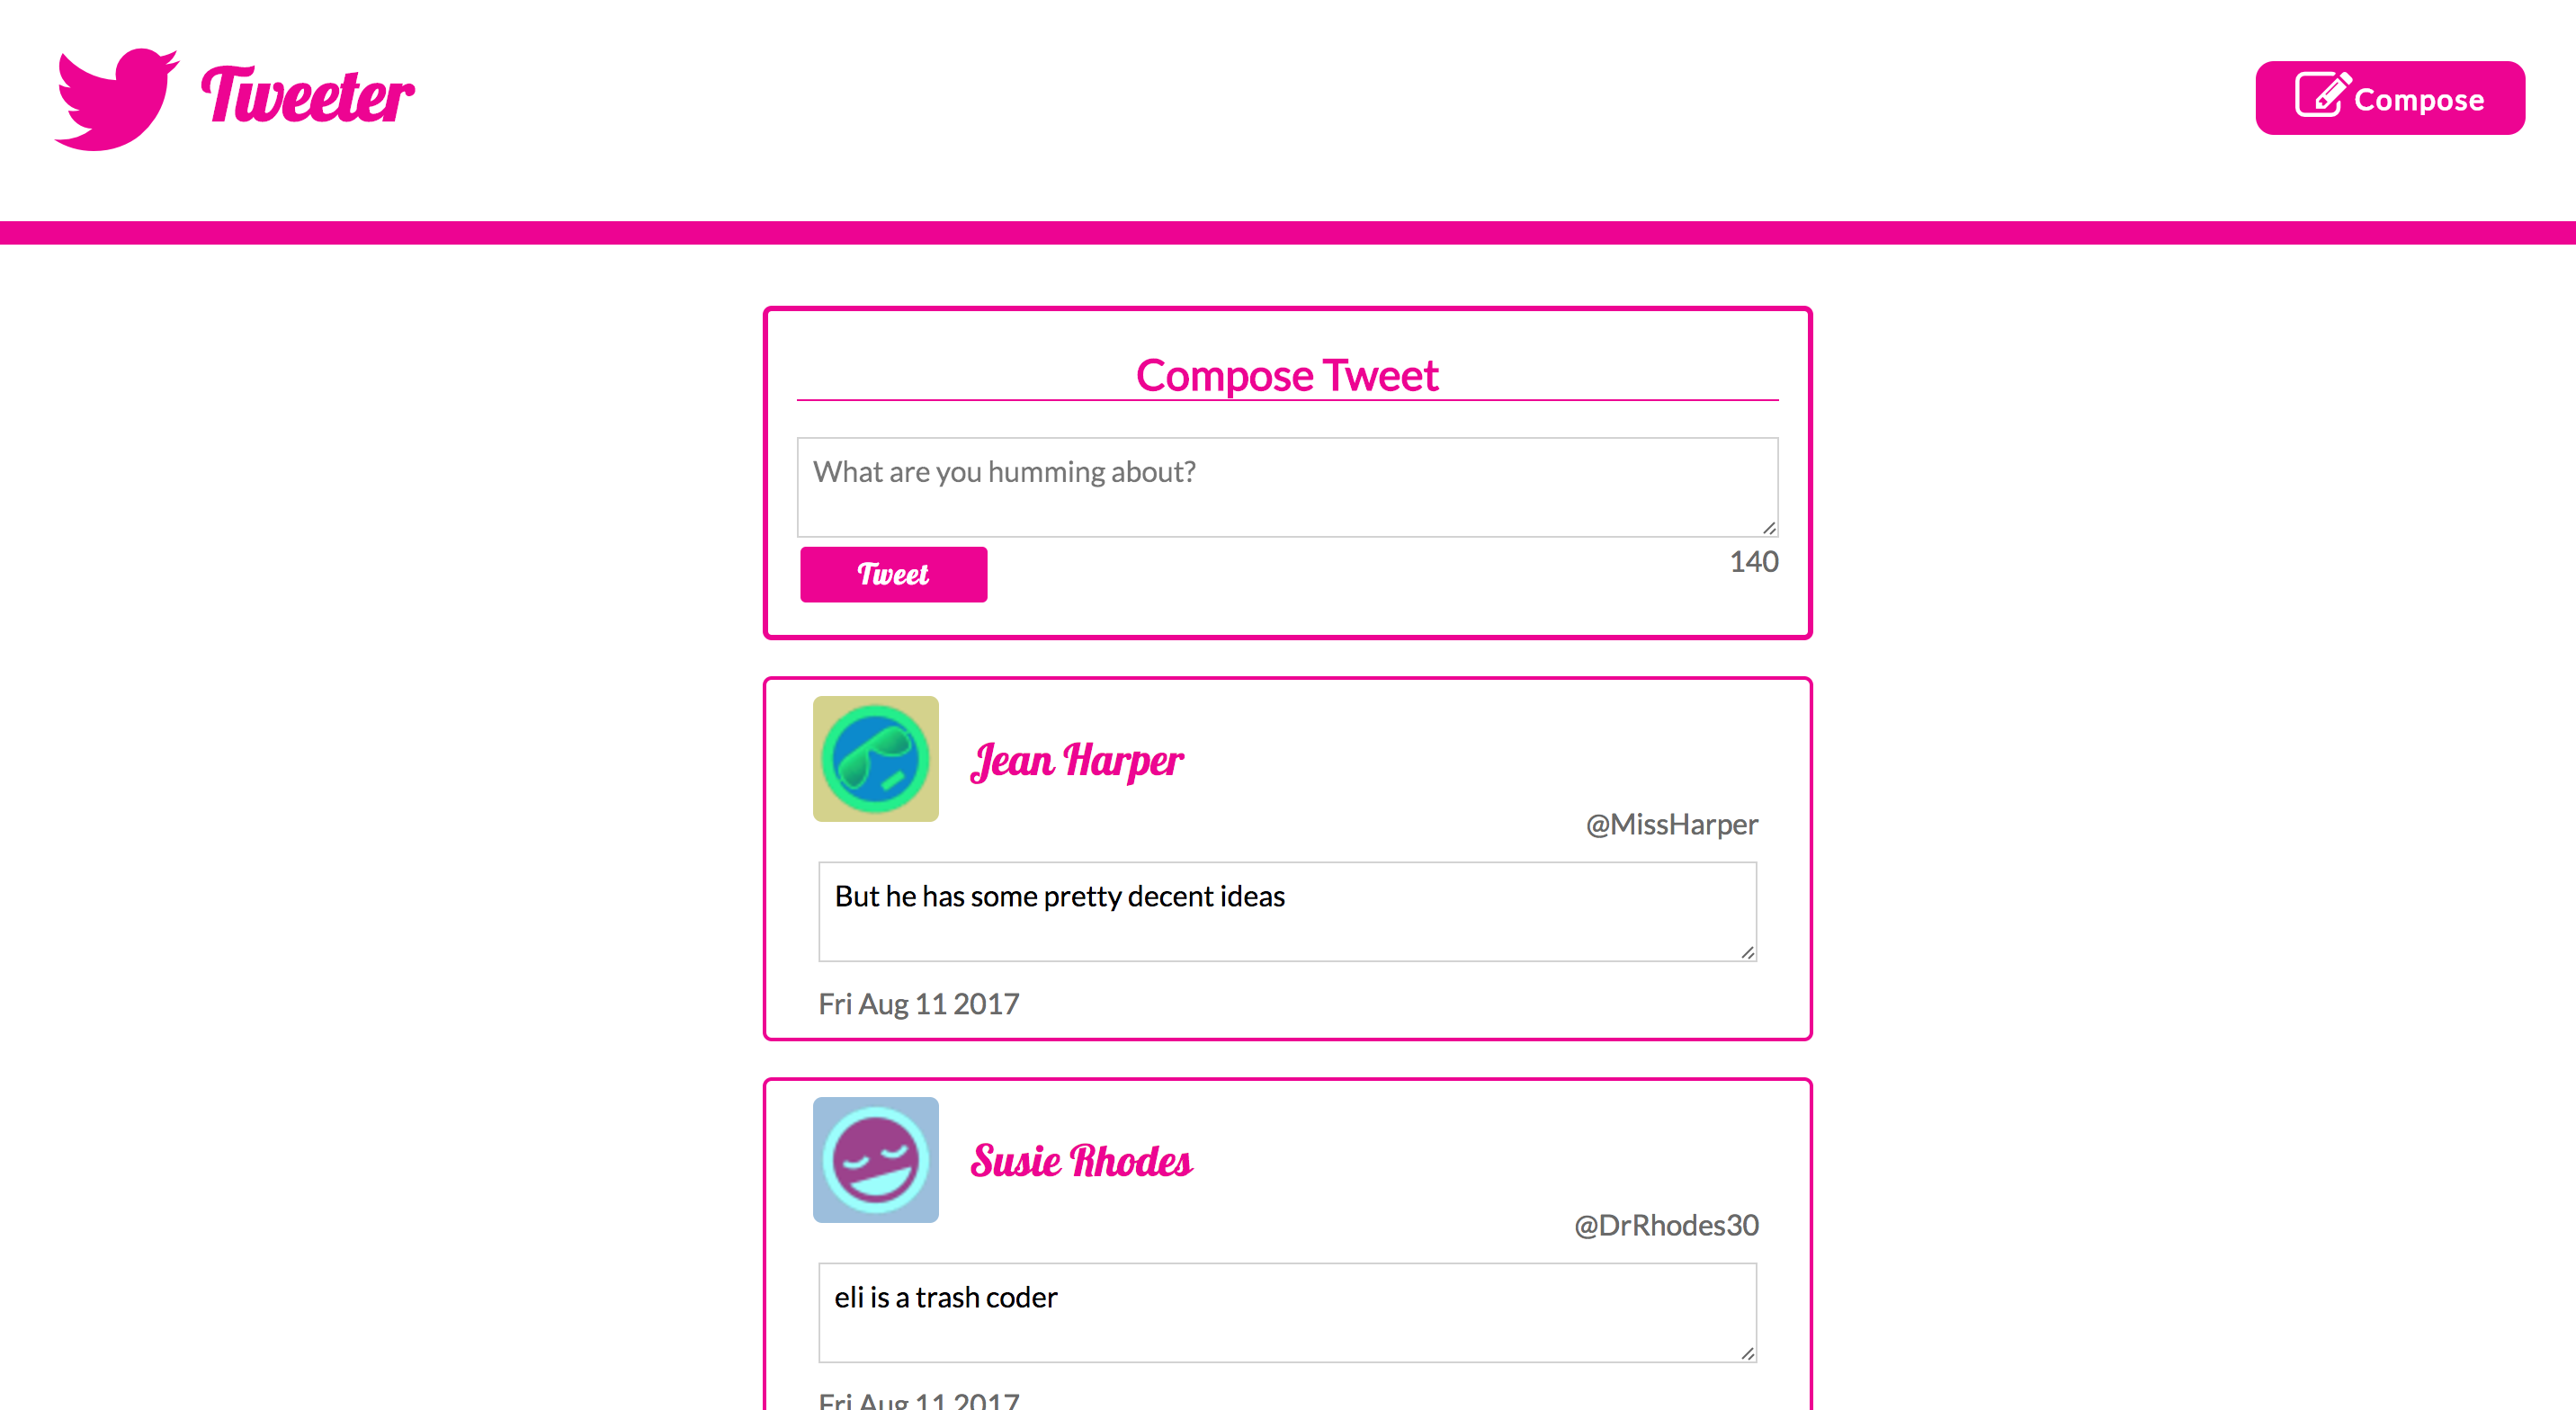 Tweeter
Compose
Compose Tweet
What are you humming about?
Tweet
140
Jean Harper
@MissHarper
But he has some pretty decent ideas
Fri Aug 11 2017
Susie Rhodes
@DrRhodes30
eli is a trash coder
Fri Aug 11 2017